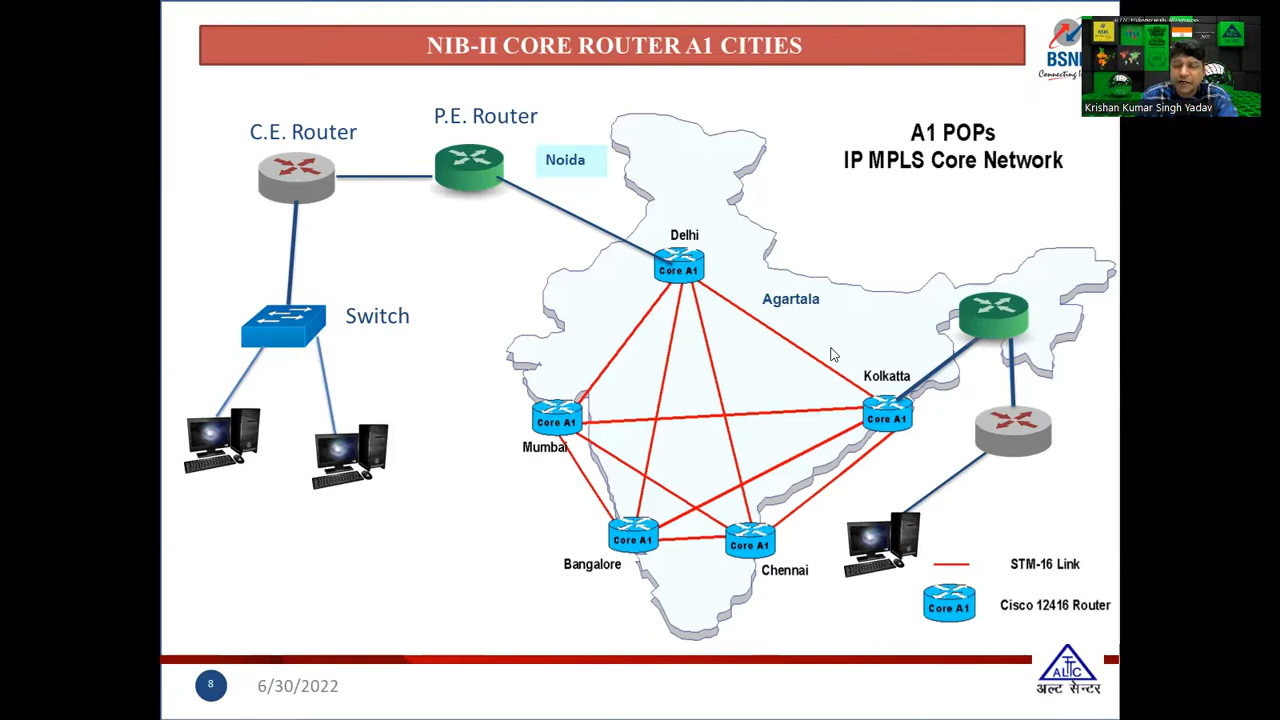 NIB-II CORE ROUTER A1 CITIES
BSNL
Krishan Kumar Singh Yadav
C.E. Router
P.E. Router
Noida
A1 POPs
IP MPLS Core Network
Delhi
Core A1
Agartala
Switch
Kolkatta
Core A1
Core A1
Mumbai
Core A1
Core A1
Bangalore
Chennai
STM-16 Link
Core A1
Cisco 12416 Router
8
6/30/2022
ALTTC
अल्ट सेन्टर